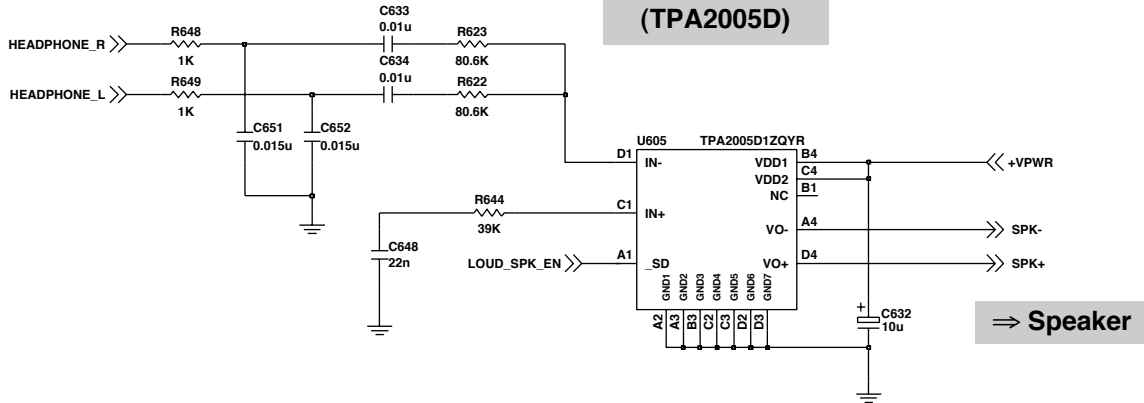 (TPA2005D)
C633
0.01u
R648
R623
HEADPHONE_R
1K
80.6K
C634
0.01u
R649
R622
HEADPHONE_L
1K
80.6K
C651
0.015u
C652
0.015u
U605
TPA2005D1ZQYR
D1
IN-
VDD1
B4
+VPWR
VDD2
C4
NC
B1
R644
39K
C1
IN+
VO-
A4
SPK-
C648
22n
LOUD_SPK_EN
A1
_SD
VO+
D4
SPK+
GND1
GND2
GND3
GND4
GND5
GND6
GND7
A2
A3
B3
C2
C3
D2
D3
+
C632
10u
⇒ Speaker